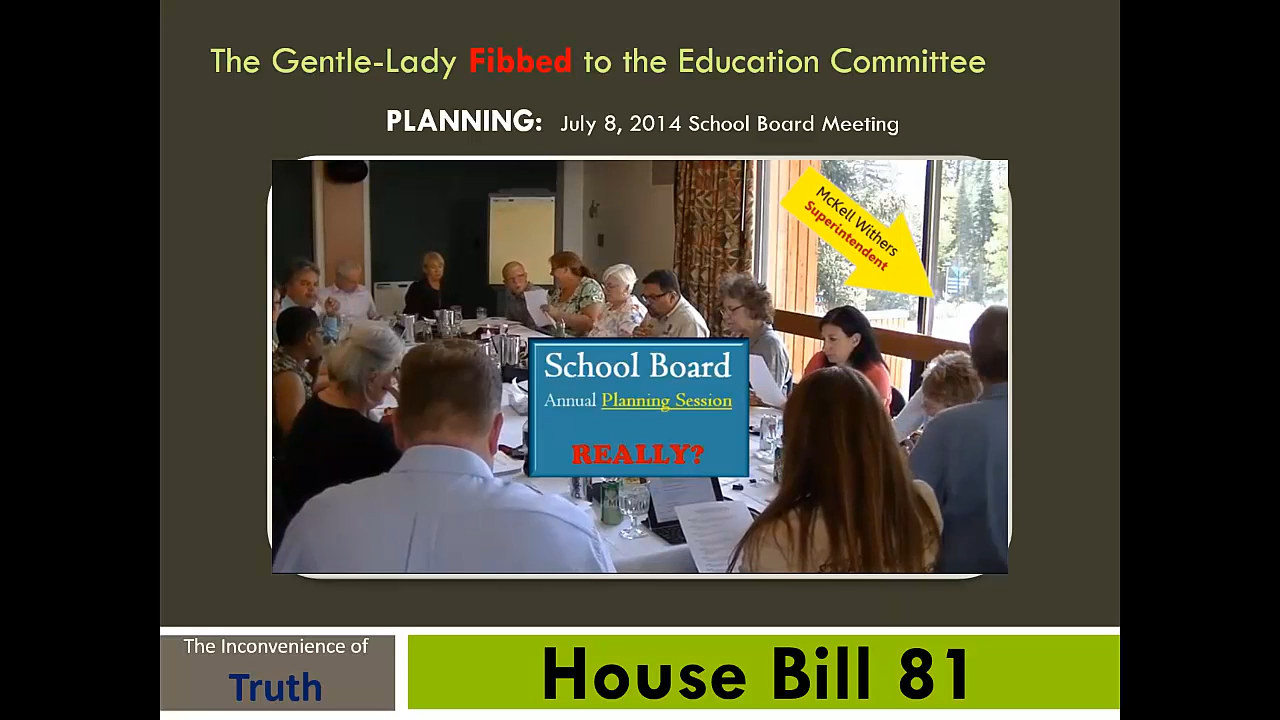 The Gentle-Lady Fibbed to the Education Committee
PLANNING: July 8, 2014 School Board Meeting
McKell Withers
Superintendent
School Board
Annual Planning Session
REALLY?
The Inconvenience of
Truth
House Bill 81